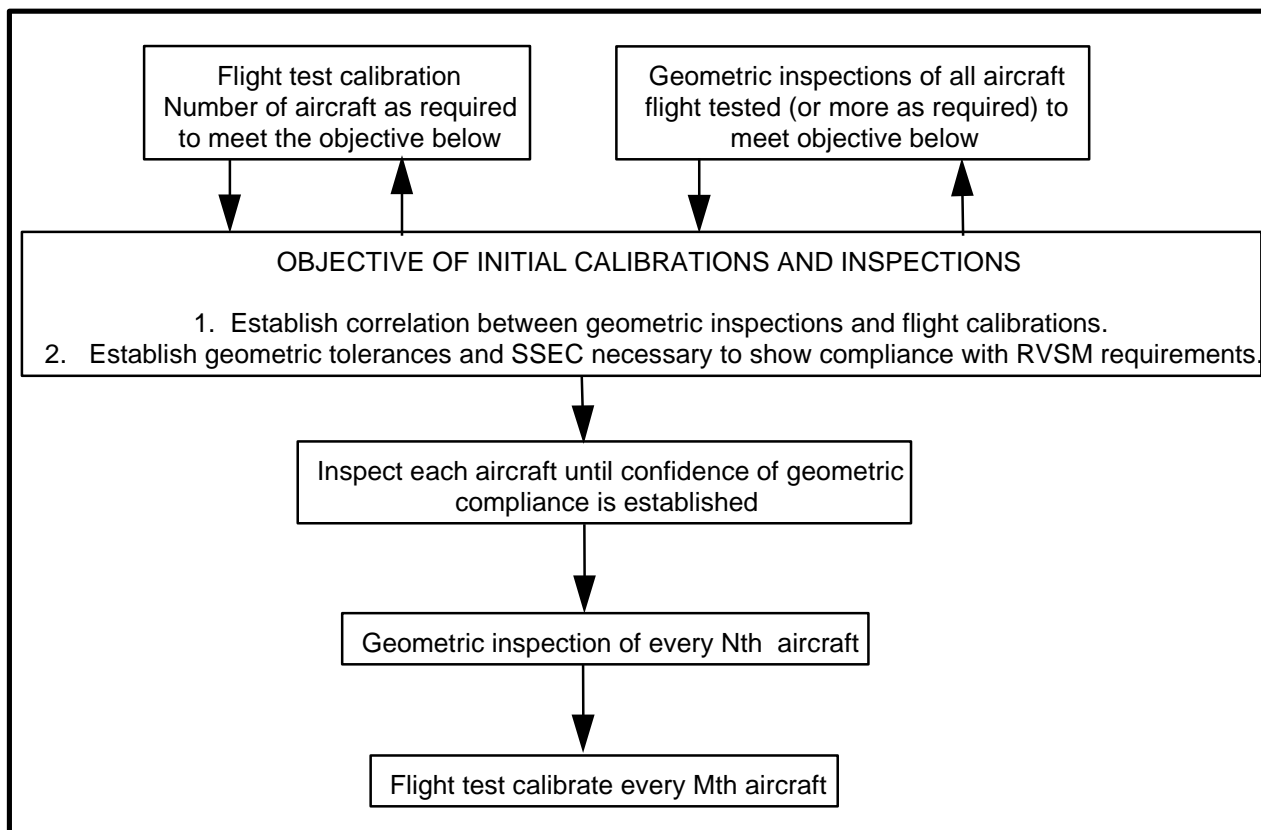 Flight test calibration
Number of aircraft as required
to meet the objective below
Geometric inspections of all aircraft
flight tested (or more as required) to
meet objective below
OBJECTIVE OF INITIAL CALIBRATIONS AND INSPECTIONS
1. Establish correlation between geometric inspections and flight calibrations.
2. Establish geometric tolerances and SSEC necessary to show compliance with RVSM requirements.
Inspect each aircraft until confidence of geometric
compliance is established
Geometric inspection of every Nth aircraft
Flight test calibrate every Mth aircraft